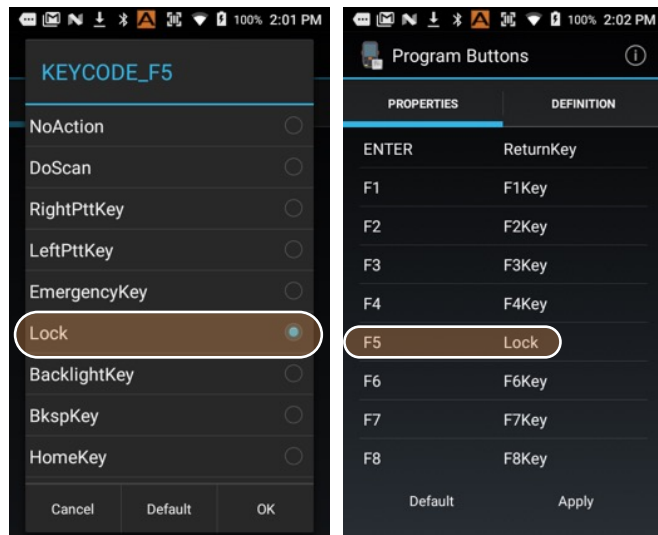 100% 2:01 PM
KEYCODE_F5
NoAction
DoScan
RightPttKey
LeftPttKey
EmergencyKey
Lock
BacklightKey
BkspKey
HomeKey
Cancel Default OK
100% 2:02 PM
Program Buttons
PROPERTIES DEFINITION
ENTER ReturnKey
F1 F1Key
F2 F2Key
F3 F3Key
F4 F4Key
F5 Lock
F6 F6Key
F7 F7Key
F8 F8Key
Default Apply